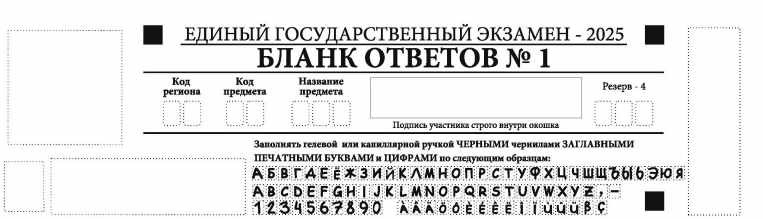 ЕДИНЫЙ ГОСУДАРСТВЕННЫЙ ЭКЗАМЕН - 2025
БЛАНК ОТВЕТОВ № 1
Код региона
Код предмета
Название предмета
Резерв - 4
Подпись участника строго внутри окошка
Заполнять гелевой или капиллярной ручкой ЧЕРНЫМИ чернилами ЗАГЛАВНЫМИ
ПЕЧАТНЫМИ БУКВАМИ и ЦИФРАМИ по следующим образцам:
АБВГДЕЁЖЗИЙКЛМНОПРСТУФХЦЧШЩЪЫЬЭЮЯ
ABCDEFGHIJKLMNOPQRSTUVWXYZ,-
1234567890